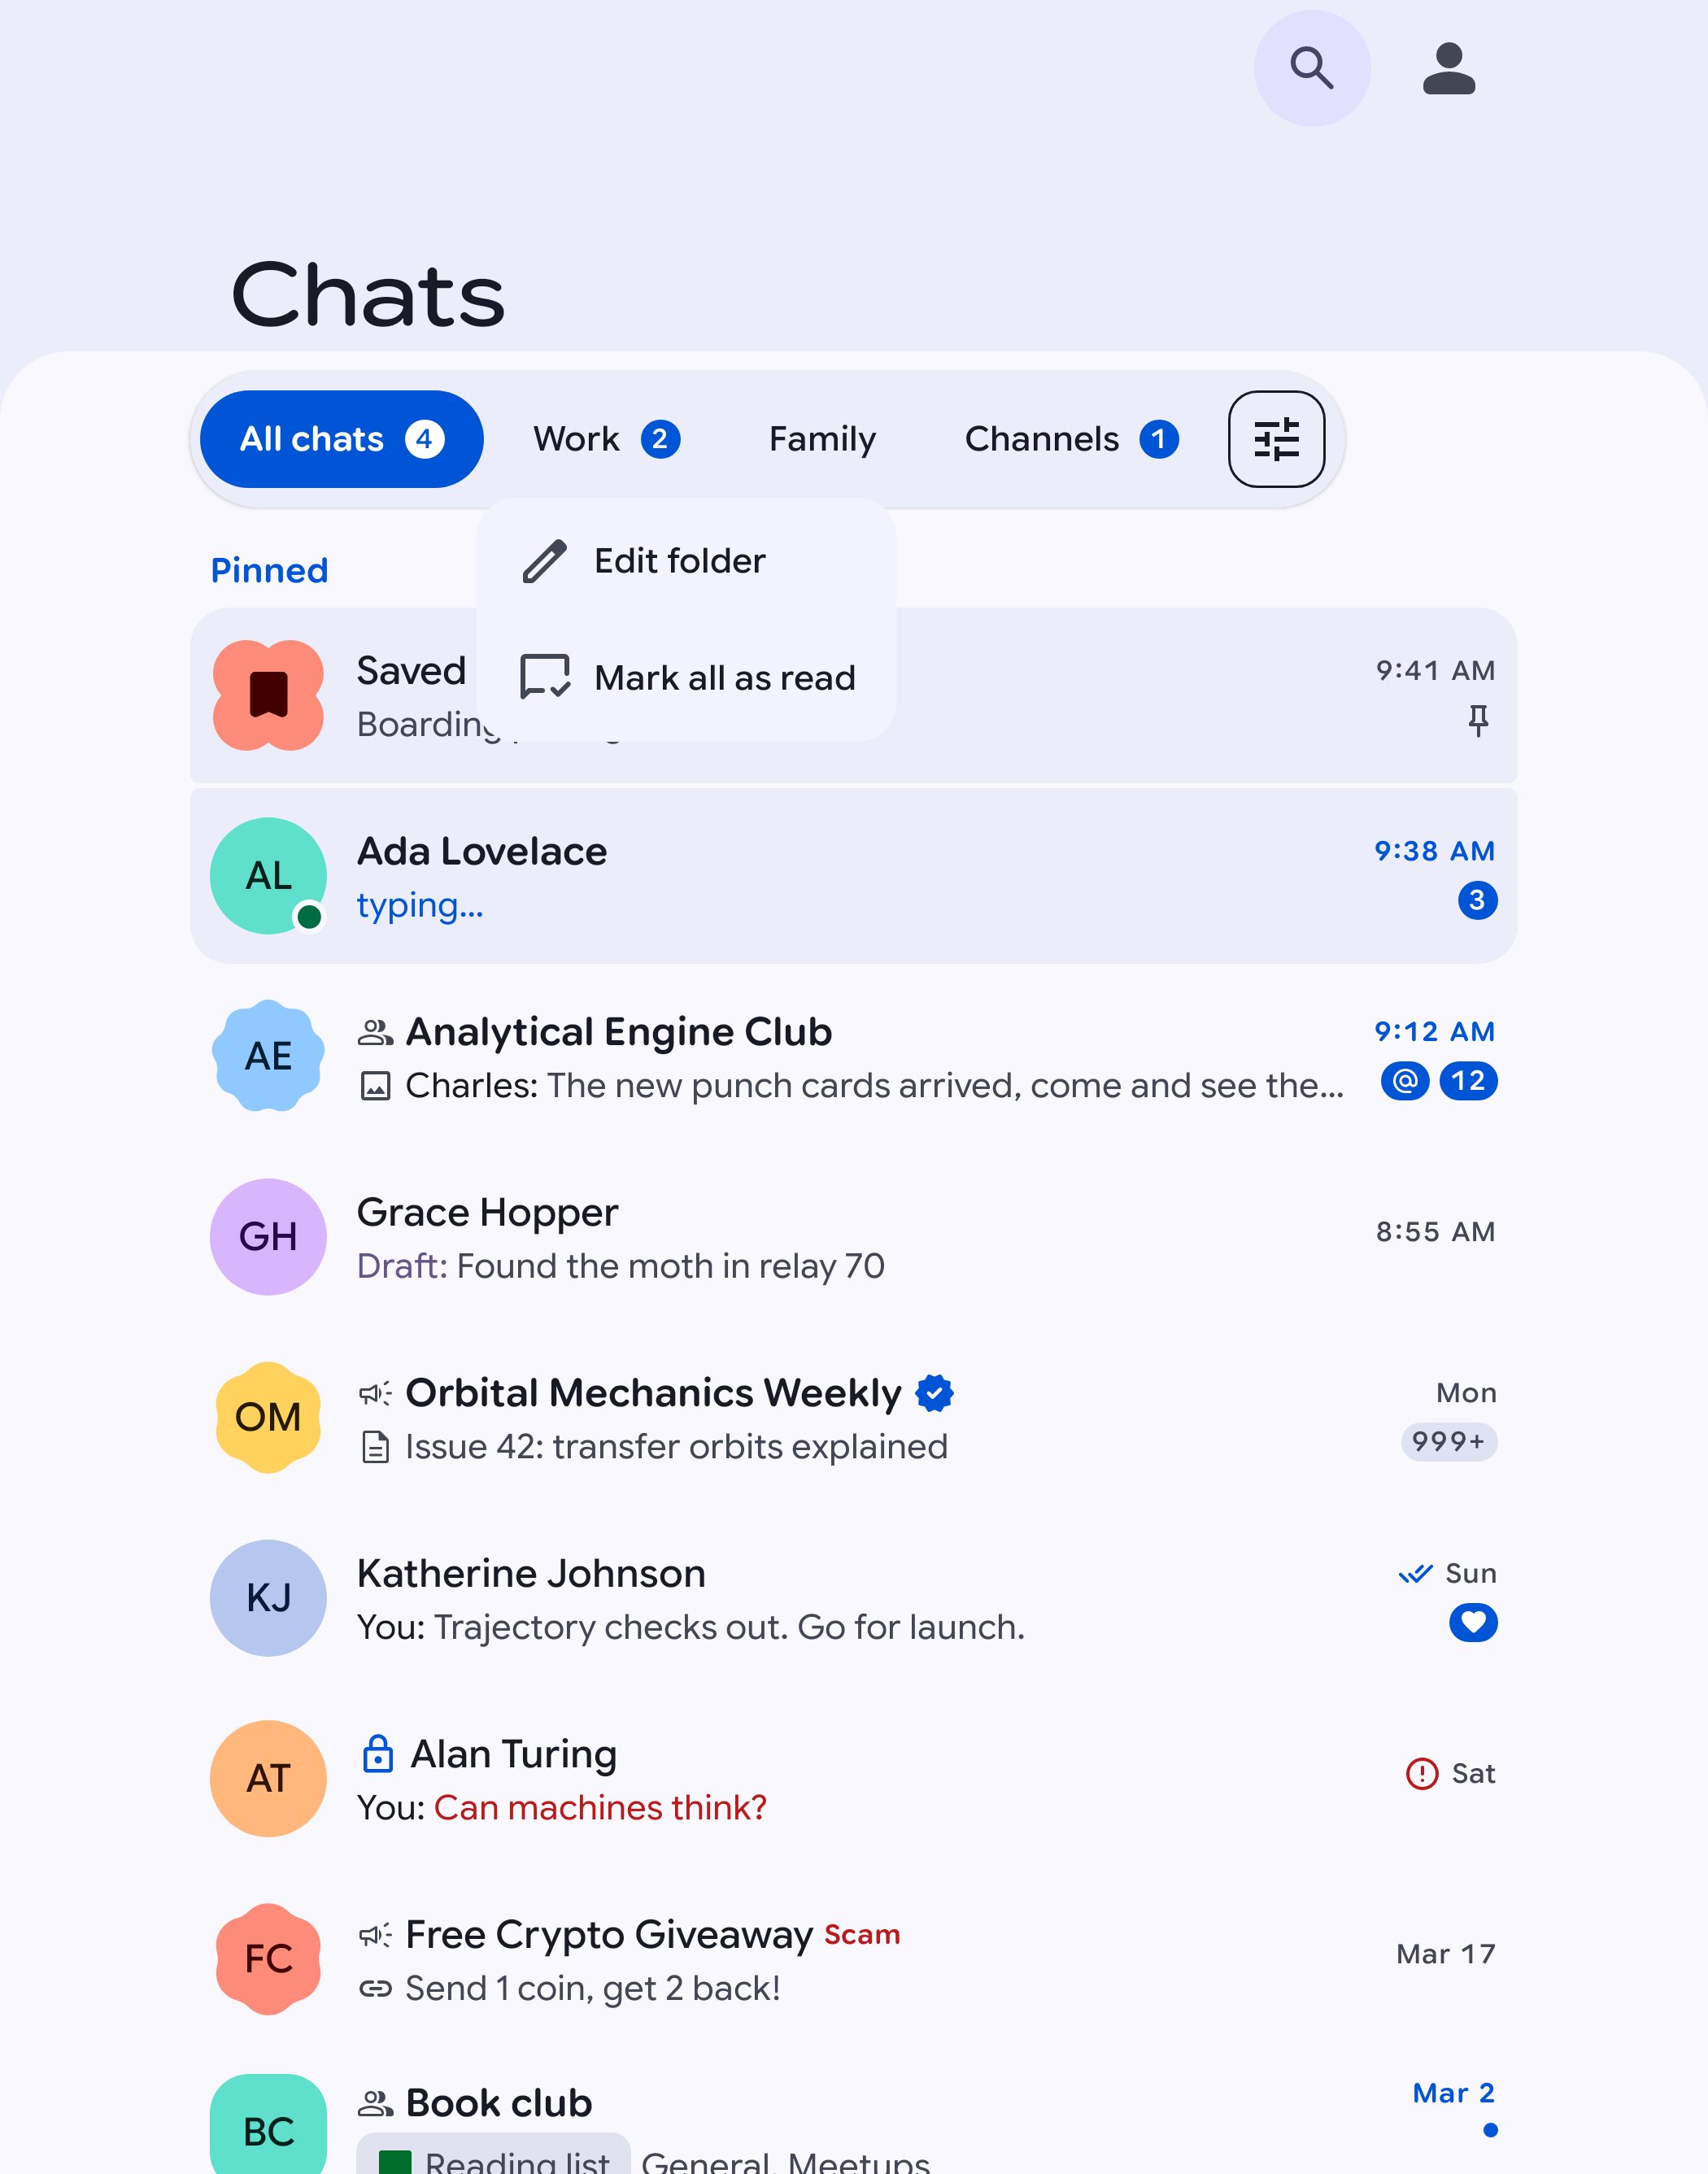 Chats
All chats 4 Work 2 Family Channels 1
Edit folder
Mark all as read
Pinned
Saved 9:41 AM
Boarding
AL Ada Lovelace 9:38 AM
typing... 3
AE Analytical Engine Club 9:12 AM
Charles: The new punch cards arrived, come and see the... @ 12
GH Grace Hopper 8:55 AM
Draft: Found the moth in relay 70
OM Orbital Mechanics Weekly Mon
Issue 42: transfer orbits explained 999+
KJ Katherine Johnson Sun
You: Trajectory checks out. Go for launch.
AT Alan Turing Sat
You: Can machines think?
FC Free Crypto Giveaway Scam Mar 17
Send 1 coin, get 2 back!
BC Book club Mar 2
Reading list General, Meetups